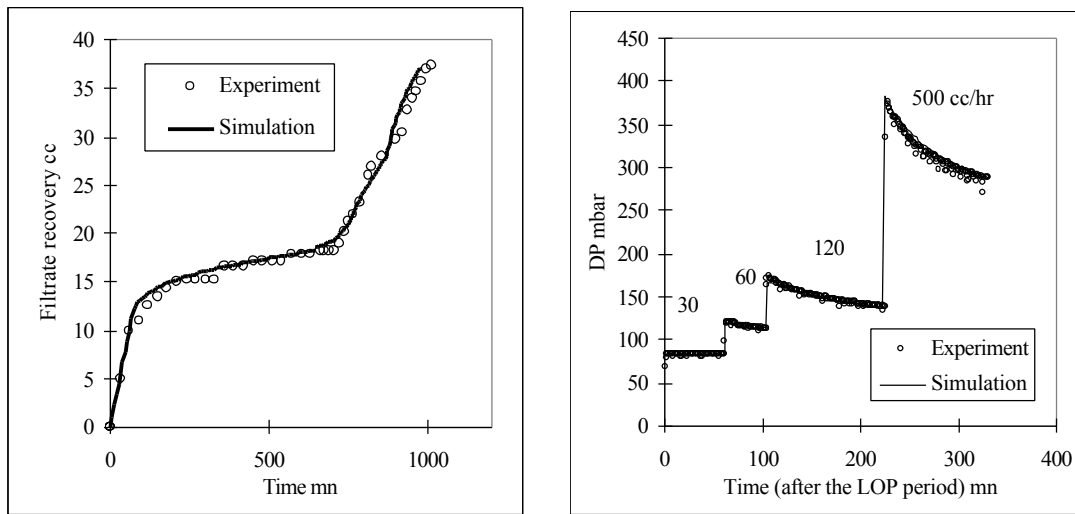 40
35
30
25
20
15
10
5
0
Filtrate recovery cc
Experiment
Simulation
0 500 1000
Time mn
450
400
350
300
250
200
150
100
50
0
DP mbar
500 cc/hr
120
60
30
Experiment
Simulation
0 100 200 300 400
Time (after the LOP period) mn